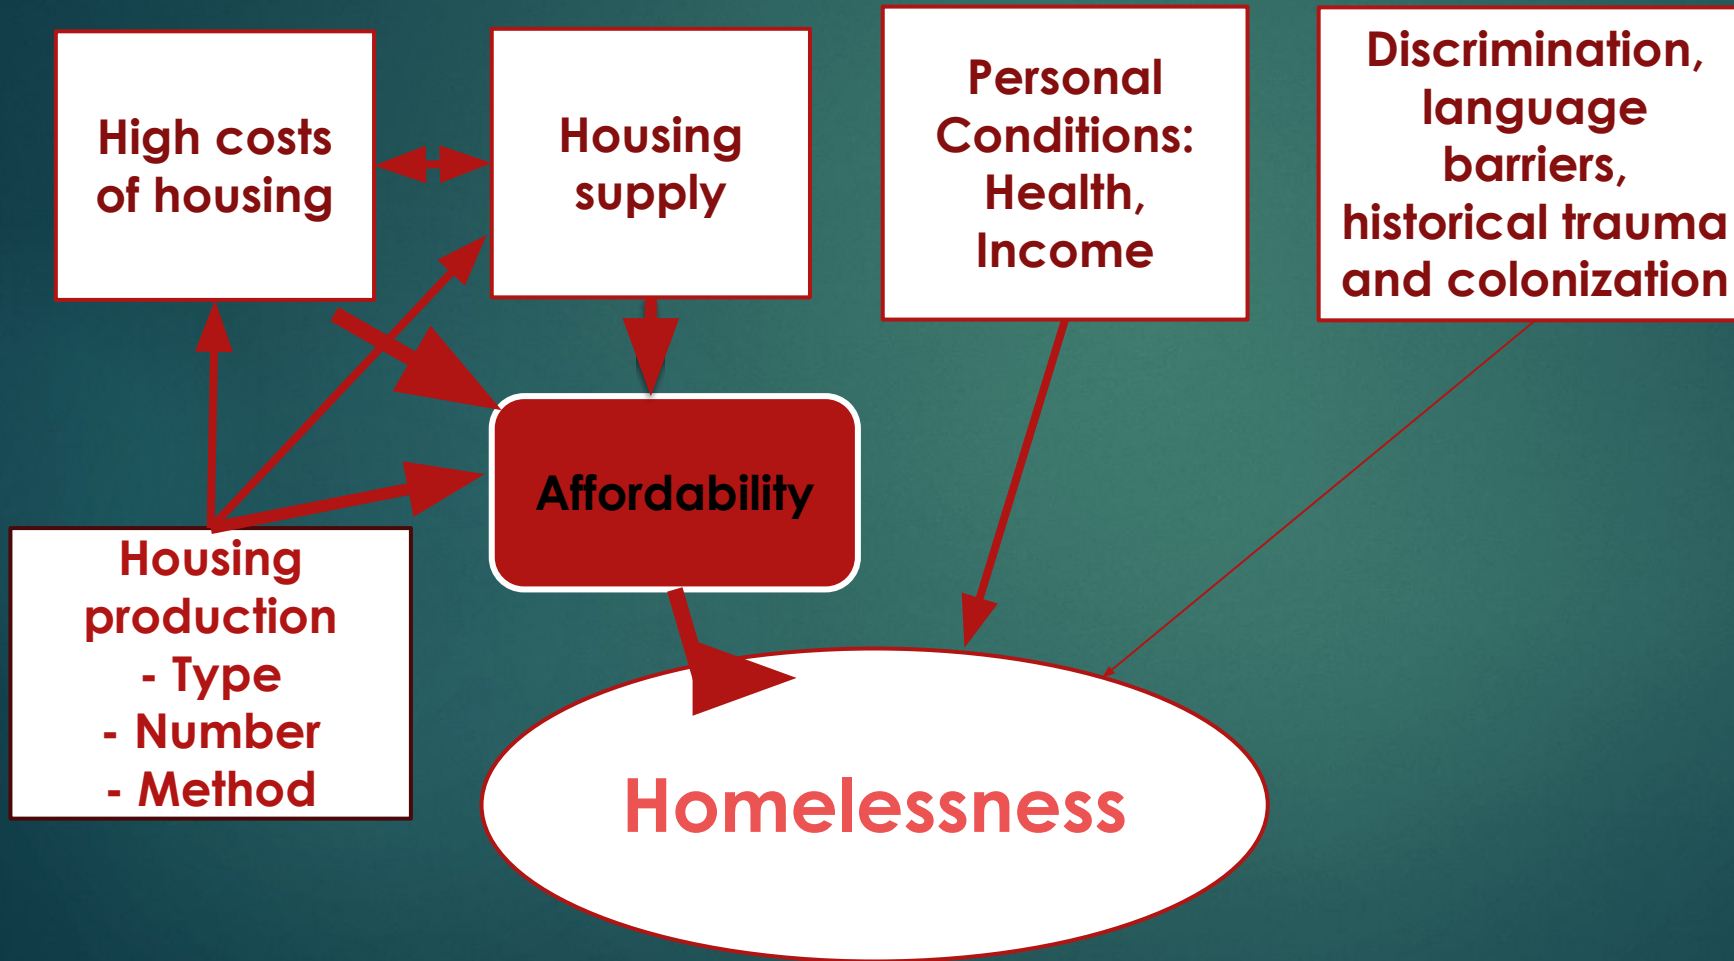 High costs
of housing
Housing
supply
Personal
Conditions:
Health,
Income
Discrimination,
language
barriers,
historical trauma
and colonization
Affordability
Housing
production
- Type
- Number
- Method
Homelessness